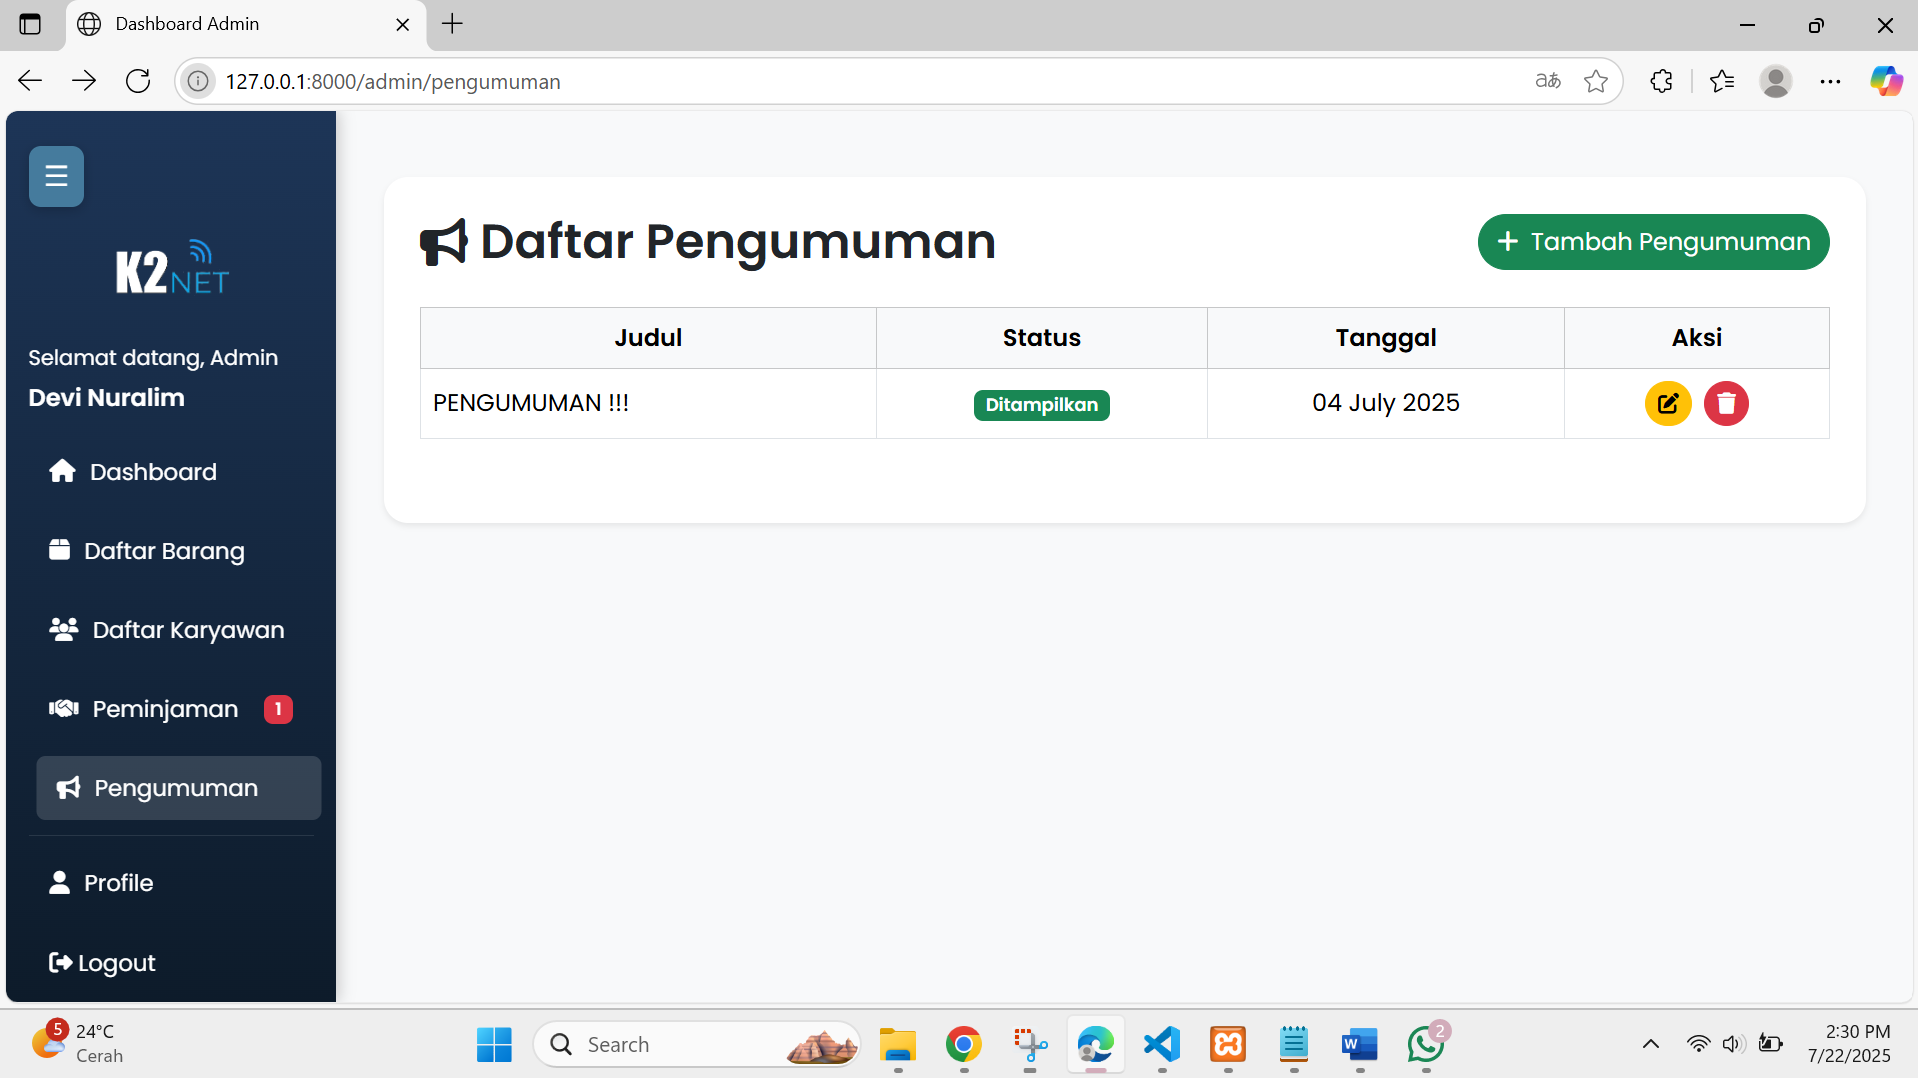 Dashboard Admin
127.0.0.1:8000/admin/pengumuman
K2NET
Selamat datang, Admin
Devi Nuralim
Dashboard
Daftar Barang
Daftar Karyawan
Peminjaman 1
Pengumuman
Profile
Logout
Daftar Pengumuman
+ Tambah Pengumuman
Judul Status Tanggal Aksi
PENGUMUMAN !!! Ditampilkan 04 July 2025
5
24°C
Cerah
Search
2
2:30 PM
7/22/2025